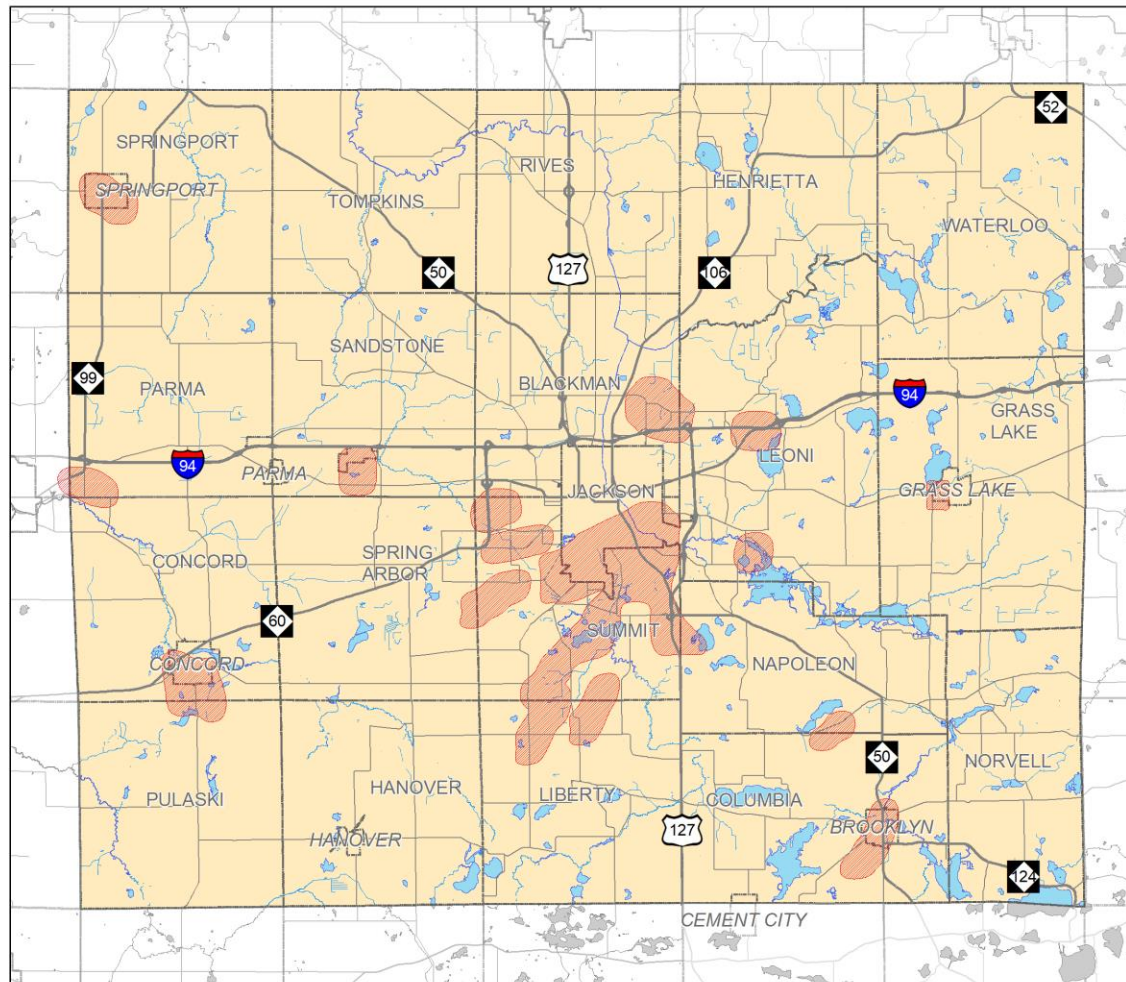 52
SPRINGPORT
RIVES
HENRIETTA
SPRINGPORT
TOMPKINS
WATERLOO
50
127
106
SANDSTONE
99
PARMA
BLACKMAN
94
GRASS
LAKE
94
PARMA
LEONI
JACKSON
GRASS LAKE
CONCORD
SPRING
ARBOR
60
SUMMIT
CONCORD
NAPOLEON
50
NORVELL
PULASKI
HANOVER
LIBERTY
COLUMBIA
HANOVER
127
BROOKLYN
124
CEMENT CITY